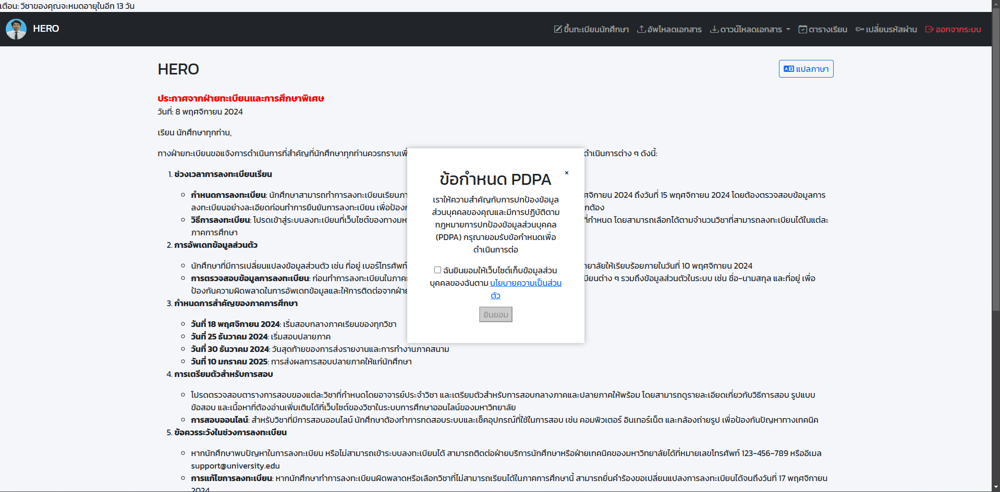 เตือน: วีซาของคุณจะหมดอายุในอีก 13 วัน
HERO
ขึ้นทะเบียนนักศึกษา อัพโหลดเอกสาร ดาวน์โหลดเอกสาร ตารางเรียน เปลี่ยนรหัสผ่าน ออกจากระบบ
HERO
แปลภาษา
ประกาศจากฝ่ายทะเบียนและการศึกษาพิเศษ
วันที่: 8 พฤศจิกายน 2024
เรียน นักศึกษาทุกท่าน,
ทางฝ่ายทะเบียนขอแจ้งการดำเนินการที่สำคัญที่นักศึกษาทุกท่านควรทราบเพื่ ดำเนินการต่าง ๆ ดังนี้:
1. ช่วงเวลาการลงทะเบียนเรียน
กำหนดการลงทะเบียน: นักศึกษาสามารถทำการลงทะเบียนเรียนภา ศจิกายน 2024 ถึงวันที่ 15 พฤศจิกายน 2024 โดยต้องตรวจสอบข้อมูลการ
ลงทะเบียนอย่างละเอียดก่อนทำการยืนยันการลงทะเบียน เพื่อป้องก กต้อง
วิธีการลงทะเบียน: โปรดเข้าสู่ระบบลงทะเบียนที่เว็บไซต์ของทางมห ที่กำหนด โดยสามารถเลือกได้ตามจำนวนวิชาที่สามารถลงทะเบียนได้ในแต่ละ
ภาคการศึกษา
2. การอัพเดทข้อมูลส่วนตัว
นักศึกษาที่มีการเปลี่ยนแปลงข้อมูลส่วนตัว เช่น ที่อยู่ เบอร์โทรศัพท์ ทยาลัยให้เรียบร้อยภายในวันที่ 10 พฤศจิกายน 2024
การตรวจสอบข้อมูลการลงทะเบียน: ก่อนทำการลงทะเบียนในภาค เบียนต่าง ๆ รวมถึงข้อมูลส่วนตัวในระบบ เช่น ชื่อ-นามสกุล และที่อยู่ เพื่อ
ป้องกันความผิดพลาดในการอัพเดทข้อมูลและให้การติดต่อจากฝ่าย
3. กำหนดการสำคัญของภาคการศึกษา
วันที่ 18 พฤศจิกายน 2024: เริ่มสอบกลางภาคเรียนของทุกวิชา
วันที่ 25 ธันวาคม 2024: เริ่มสอบปลายภาค
วันที่ 30 ธันวาคม 2024: วันสุดท้ายของการส่งรายงานและการทำงานภาคสนาม
วันที่ 10 มกราคม 2025: การส่งผลการสอบปลายภาคให้แก่นักศึกษา
4. การเตรียมตัวสำหรับการสอบ
โปรดตรวจสอบตารางการสอบของแต่ละวิชาที่กำหนดโดยอาจารย์ประจำวิชา และเตรียมตัวสำหรับการสอบกลางภาคและปลายภาคให้พร้อม โดยสามารถดูรายละเอียดเกี่ยวกับวิธีการสอบ รูปแบบ
ข้อสอบ และเนื้อหาที่ต้องอ่านเพิ่มเติมได้ที่เว็บไซต์ของวิชาในระบบการศึกษาออนไลน์ของมหาวิทยาลัย
การสอบออนไลน์: สำหรับวิชาที่มีการสอบออนไลน์ นักศึกษาต้องทำการทดสอบระบบและเช็คอุปกรณ์ที่ใช้ในการสอบ เช่น คอมพิวเตอร์ อินเทอร์เน็ต และกล้องถ่ายรูป เพื่อป้องกันปัญหาทางเทคนิค
5. ข้อควรระวังในช่วงการลงทะเบียน
หากนักศึกษาพบปัญหาในการลงทะเบียน หรือไม่สามารถเข้าระบบลงทะเบียนได้ สามารถติดต่อฝ่ายบริการนักศึกษาหรือฝ่ายเทคนิคของมหาวิทยาลัยได้ที่หมายเลขโทรศัพท์ 123-456-789 หรืออีเมล
support@university.edu
การแก้ไขการลงทะเบียน: หากนักศึกษาทำการลงทะเบียนผิดพลาดหรือเลือกวิชาที่ไม่สามารถเรียนได้ในภาคการศึกษานี้ สามารถยื่นคำร้องขอเปลี่ยนแปลงการลงทะเบียนได้จนถึงวันที่ 17 พฤศจิกายน
2024
ข้อกำหนด PDPA
×
เราให้ความสำคัญกับการปกป้องข้อมูล
ส่วนบุคคลของคุณและมีการปฏิบัติตาม
กฎหมายการปกป้องข้อมูลส่วนบุคคล
(PDPA) กรุณายอมรับข้อกำหนดเพื่อ
ดำเนินการต่อ
ฉันยินยอมให้เว็บไซต์เก็บข้อมูลส่วน
บุคคลของฉันตาม นโยบายความเป็นส่วน
ตัว
ยินยอม